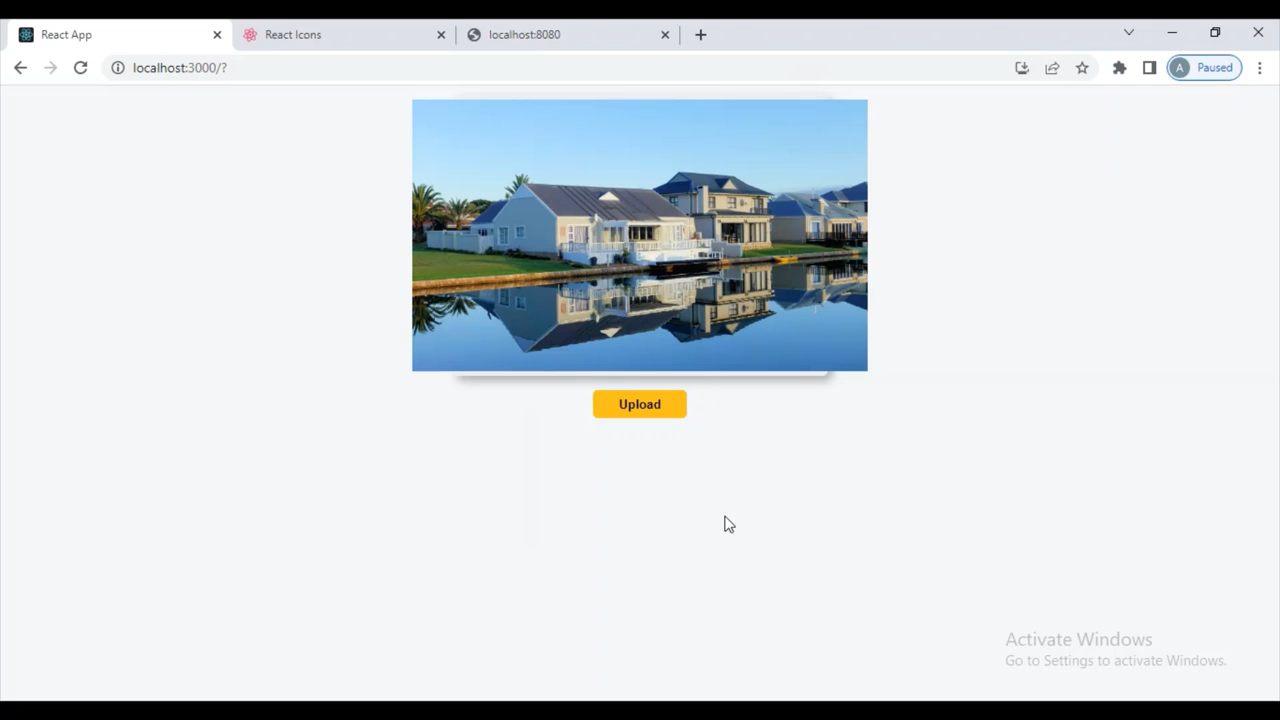 React App
React Icons
localhost:8080
localhost:3000/?
A
Paused
Upload
Activate Windows
Go to Settings to activate Windows.